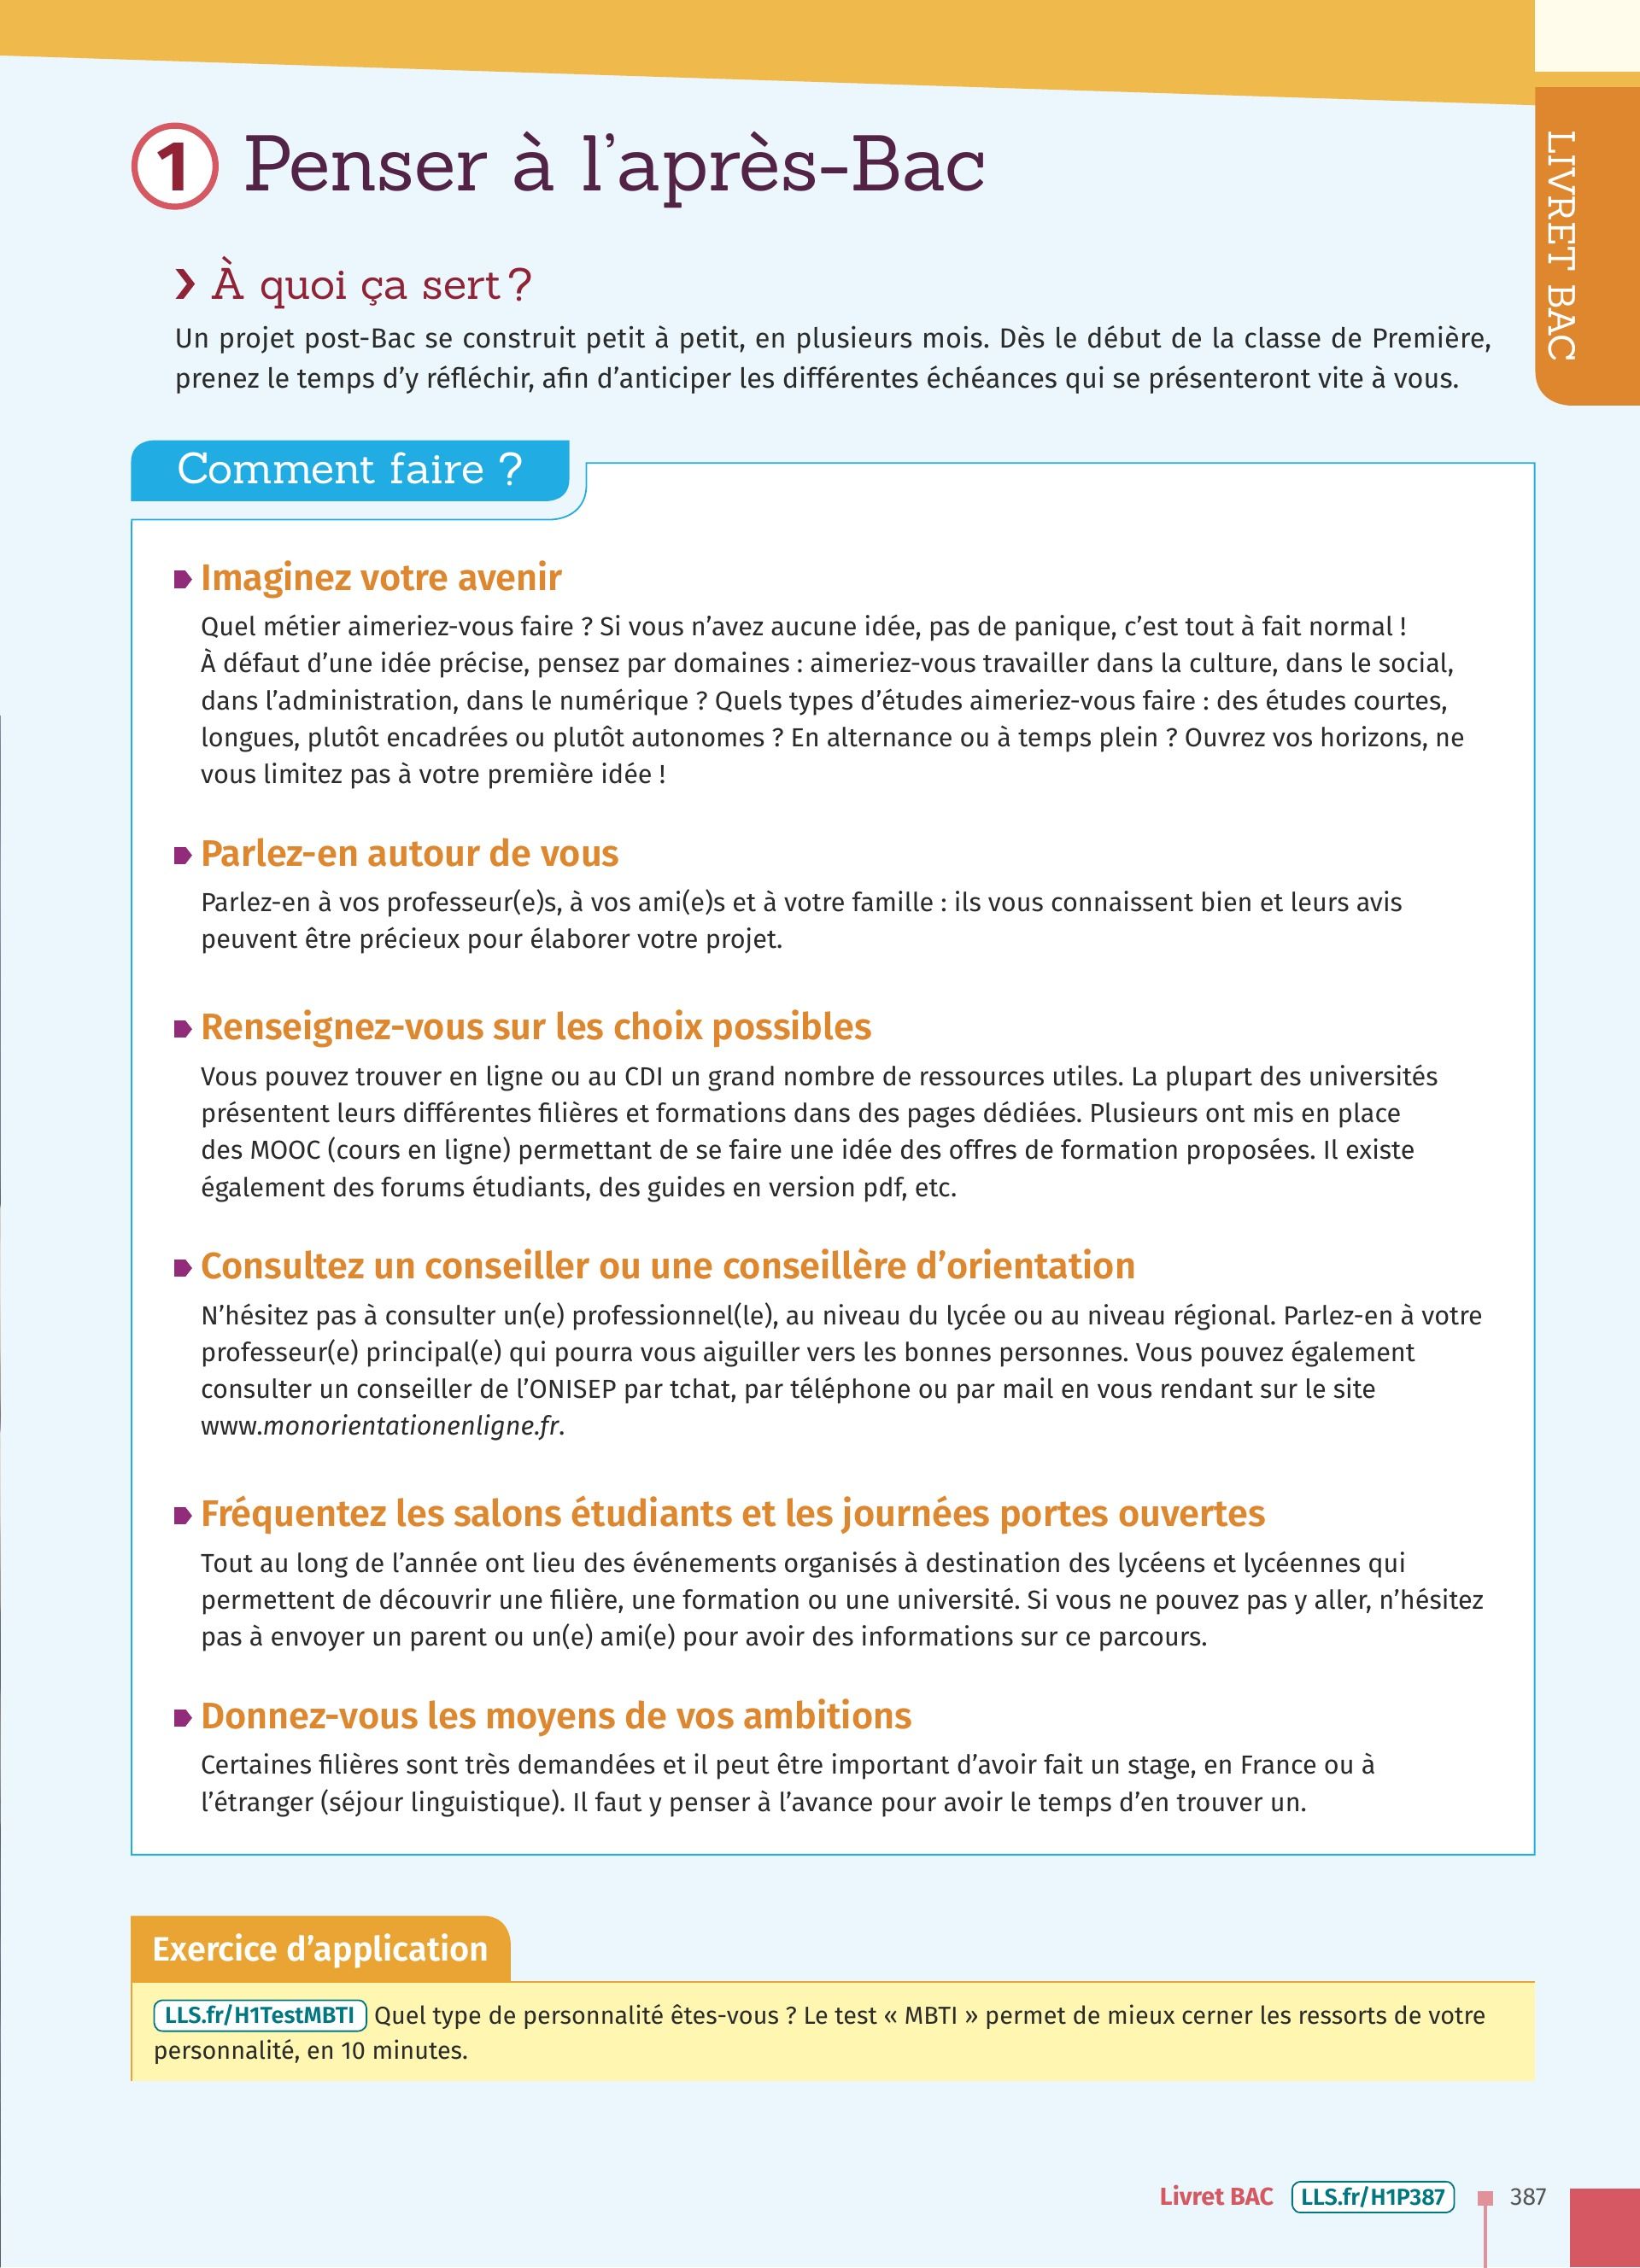 LIVRET BAC
1 Penser à l’après-Bac
› À quoi ça sert ?
Un projet post-Bac se construit petit à petit, en plusieurs mois. Dès le début de la classe de Première,
prenez le temps d’y réfléchir, afin d’anticiper les différentes échéances qui se présenteront vite à vous.
Comment faire ?
Imaginez votre avenir
Quel métier aimeriez-vous faire ? Si vous n’avez aucune idée, pas de panique, c’est tout à fait normal !
À défaut d’une idée précise, pensez par domaines : aimeriez-vous travailler dans la culture, dans le social,
dans l’administration, dans le numérique ? Quels types d’études aimeriez-vous faire : des études courtes,
longues, plutôt encadrées ou plutôt autonomes ? En alternance ou à temps plein ? Ouvrez vos horizons, ne
vous limitez pas à votre première idée !
Parlez-en autour de vous
Parlez-en à vos professeur(e)s, à vos ami(e)s et à votre famille : ils vous connaissent bien et leurs avis
peuvent être précieux pour élaborer votre projet.
Renseignez-vous sur les choix possibles
Vous pouvez trouver en ligne ou au CDI un grand nombre de ressources utiles. La plupart des universités
présentent leurs différentes filières et formations dans des pages dédiées. Plusieurs ont mis en place
des MOOC (cours en ligne) permettant de se faire une idée des offres de formation proposées. Il existe
également des forums étudiants, des guides en version pdf, etc.
Consultez un conseiller ou une conseillère d’orientation
N’hésitez pas à consulter un(e) professionnel(le), au niveau du lycée ou au niveau régional. Parlez-en à votre
professeur(e) principal(e) qui pourra vous aiguiller vers les bonnes personnes. Vous pouvez également
consulter un conseiller de l’ONISEP par tchat, par téléphone ou par mail en vous rendant sur le site
www.monorientationenligne.fr.
Fréquentez les salons étudiants et les journées portes ouvertes
Tout au long de l’année ont lieu des événements organisés à destination des lycéens et lycéennes qui
permettent de découvrir une filière, une formation ou une université. Si vous ne pouvez pas y aller, n’hésitez
pas à envoyer un parent ou un(e) ami(e) pour avoir des informations sur ce parcours.
Donnez-vous les moyens de vos ambitions
Certaines filières sont très demandées et il peut être important d’avoir fait un stage, en France ou à
l’étranger (séjour linguistique). Il faut y penser à l’avance pour avoir le temps d’en trouver un.
Exercice d’application
LLS.fr/H1TestMBTI Quel type de personnalité êtes-vous ? Le test « MBTI » permet de mieux cerner les ressorts de votre
personnalité, en 10 minutes.
Livret BAC LLS.fr/H1P387 387